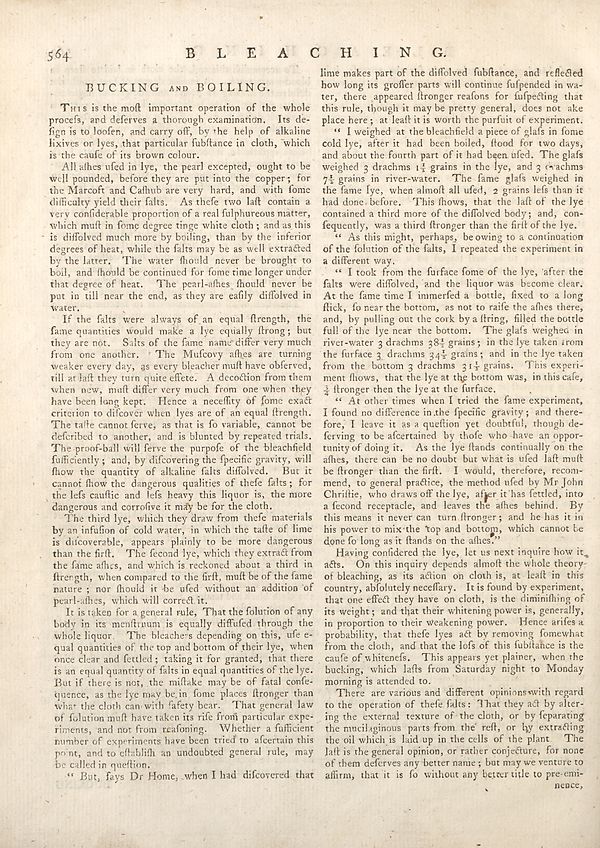 564
B L E A C H I N G.
BUCKING AND BOILING.
THIS is the moſt important operation of the whole
proceſs, and deſerves a thorough examination. Its de-
ſign is to looſen, and carry off, by the help of alkaline
lixives or lyes, that particular ſubſtance in cloth, which
is the cauſe of its brown colour.
All aſhes uſed in lye, the pearl excepted, ought to be
well pounded, before they are put into the copper; for
the Marcoft and Caſhub are very hard, and with ſome
difficulty yield their ſalts. As theſe two laſt contain a
very conſiderable proportion of a real ſulphureous matter,
which muſt in ſome degree tinge white cloth; and as this
is diſſolved much more by boiling, than by the inferior
degrees of heat, while the ſalts may be as well extracted
by the latter. The water ſhould never be brought to
boil, and ſhould be continued for ſome time longer under
that degree of heat. The pearl-aſhes ſhould never be
put in till near the end, as they are eaſily diſſolved in
water.
If the ſalts were always of an equal ſtrength, the
ſame quantities would make a lye equally ſtrong; but
they are not. Salts of the ſame name differ very much
from one another. The Muſcovy aſhes are turning
weaker every day, as every bleacher muſt have obſerved,
till at laſt they turn quite effete. A decoction from them
when new, muſt differ very much from one when they
have been long kept. Hence a neceſſity of ſome exact
criterion to diſcover when lyes are of an equal ſtrength.
The taſte cannot ſerve, as that is ſo variable, cannot be
deſcribed to another, and is blunted by repeated trials.
The proof-ball will ſerve the purpoſe of the bleachfield
ſufficiently; and, by diſcovering the ſpecific gravity, will
ſhow the quantity of alkaline ſalts diſſolved. But it
cannot ſhow the dangerous qualities of theſe ſalts; for
the leſs cauſtic and leſs heavy this liquor is, the more
dangerous and corroſive it may be for the cloth.
The third lye, which they draw from theſe materials
by an infuſion of cold water, in which the taſte of lime
is diſcoverable, appears plainly to be more dangerous
than the firſt. The ſecond lye, which they extract from
the ſame aſhes, and which is reckoned about a third in
ſtrength, when compared to the firſt, muſt be of the ſame
nature; nor ſhould it be uſed without an addition of
pearl-aſhes, which will correct it.
It is taken for a general rule, That the ſolution of any
body in its menſtruum is equally diffuſed through the
whole liquor. The bleachers depending on this, uſe e-
qual quantities of the top and bottom of their lye, when
once clear and ſettled; taking it for granted, that there
is an equal quantity of ſalts in equal quantities of the lye.
But if there is not, the miſtake may be of fatal conſe-
quence, as the lye may be in ſome places ſtronger than
what the cloth can with ſafety bear. That general law
of ſolution muſt have taken its riſe from particular expe-
riments, and not from reaſoning. Whether a ſufficient
number of experiments have been tried to aſcertain this
point, and to eſtabliſh an undoubted general rule, may
be called in queſtion.
“ But, ſays Dr Home, when I had diſcovered that
lime makes part of the diſſolved ſubſtance, and reflected
how long its groſſer parts will continue ſuſpended in wa-
ter, there appeared ſtronger reaſons for ſuſpecting that
this rule, though it may be pretty general, does not ake
place here; at leaſt it is worth the purſuit of experiment.
“ I weighed at the bleachfield a piece of glaſs in ſome
cold lye, after it had been boiled, ſtood for two days,
and about the fourth part of it had been uſed. The glaſs
weighed 3 drachms 1¾ grains in the lye, and 3 drachms
7½ grains in river-water. The ſame glaſs weighed in
the ſame lye, when almoſt all uſed, 2 grains leſs than it
had done before. This ſhows, that the laſt of the lye
contained a third more of the diſſolved body; and, con-
ſequently, was a third ſtronger than the firſt of the lye.
“ As this might, perhaps, be owing to a continuation
of the ſolution of the ſalts, I repeated the experiment in
a different way.
“ I took from the ſurface ſome of the lye, after the
ſalts were diſſolved, and the liquor was become clear.
At the ſame time I immerſed a bottle, fixed to a long
ſtick, ſo near the bottom, as not to raiſe the aſhes there,
and, by pulling out the cork by a ſtring, filled the bottle
full of the lye near the bottom. The glaſs weighed in
river-water 3 drachms 38¼ grains; in the lye taken from
the ſurface 3 drachms 34½ grains; and in the lye taken
from the bottom 3 drachms 31¼ grains. This experi-
ment ſhows, that the lye at the bottom was, in this caſe,
ſtronger then the lye at the ſurface.
“ At other times when I tried the ſame experiment,
I found no difference in the ſpecific gravity; and there-
fore, I leave it as a queſtion yet doubtful, though de-
ſerving to be aſcertained by thoſe who have an oppor-
tunity of doing it. As the lye ſtands continually on the
aſhes, there can be no doubt but what is uſed laſt muſt
be ſtronger than the firſt. I would, therefore, recom-
mend, to general practice, the method uſed by Mr John
Chriſtie, who draws off the lye, after it has ſettled, into
a ſecond receptacle, and leaves the aſhes behind. By
this means it never can turn ſtronger; and he has it in
his power to mix the top and bottom, which cannot be
done ſo long as it ſtands on the aſhes.”
Having conſidered the lye, let us next inquire how it
acts. On this inquiry depends almoſt the whole theory
of bleaching, as its action on cloth is, at leaſt in this
country, abſolutely neceſſary. It is found by experiment,
that one effect they have on cloth, is the diminiſhing of
its weight; and that their whitening power is, generally,
in proportion to their weakening power. Hence ariſes a
probability, that theſe lyes act by removing ſomewhat
from the cloth, and that the loſs of this ſubſtance is the
cauſe of whiteneſs. This appears yet plainer, when the
bucking, which laſts from Saturday night to Monday
morning is attended to.
There are various and different opinions with regard
to the operation of theſe ſalts: That they act by alter-
ing the external texture of the cloth, or by ſeparating
the mucilaginous parts from the reſt, or by extracting
the oil which is laid up in the cells of the plant. The
laſt is the general opinion, or rather conjecture, for none
of them deſerves any better name; but may we venture to
affirm, that it is ſo without any better title to pre-emi-
nence,